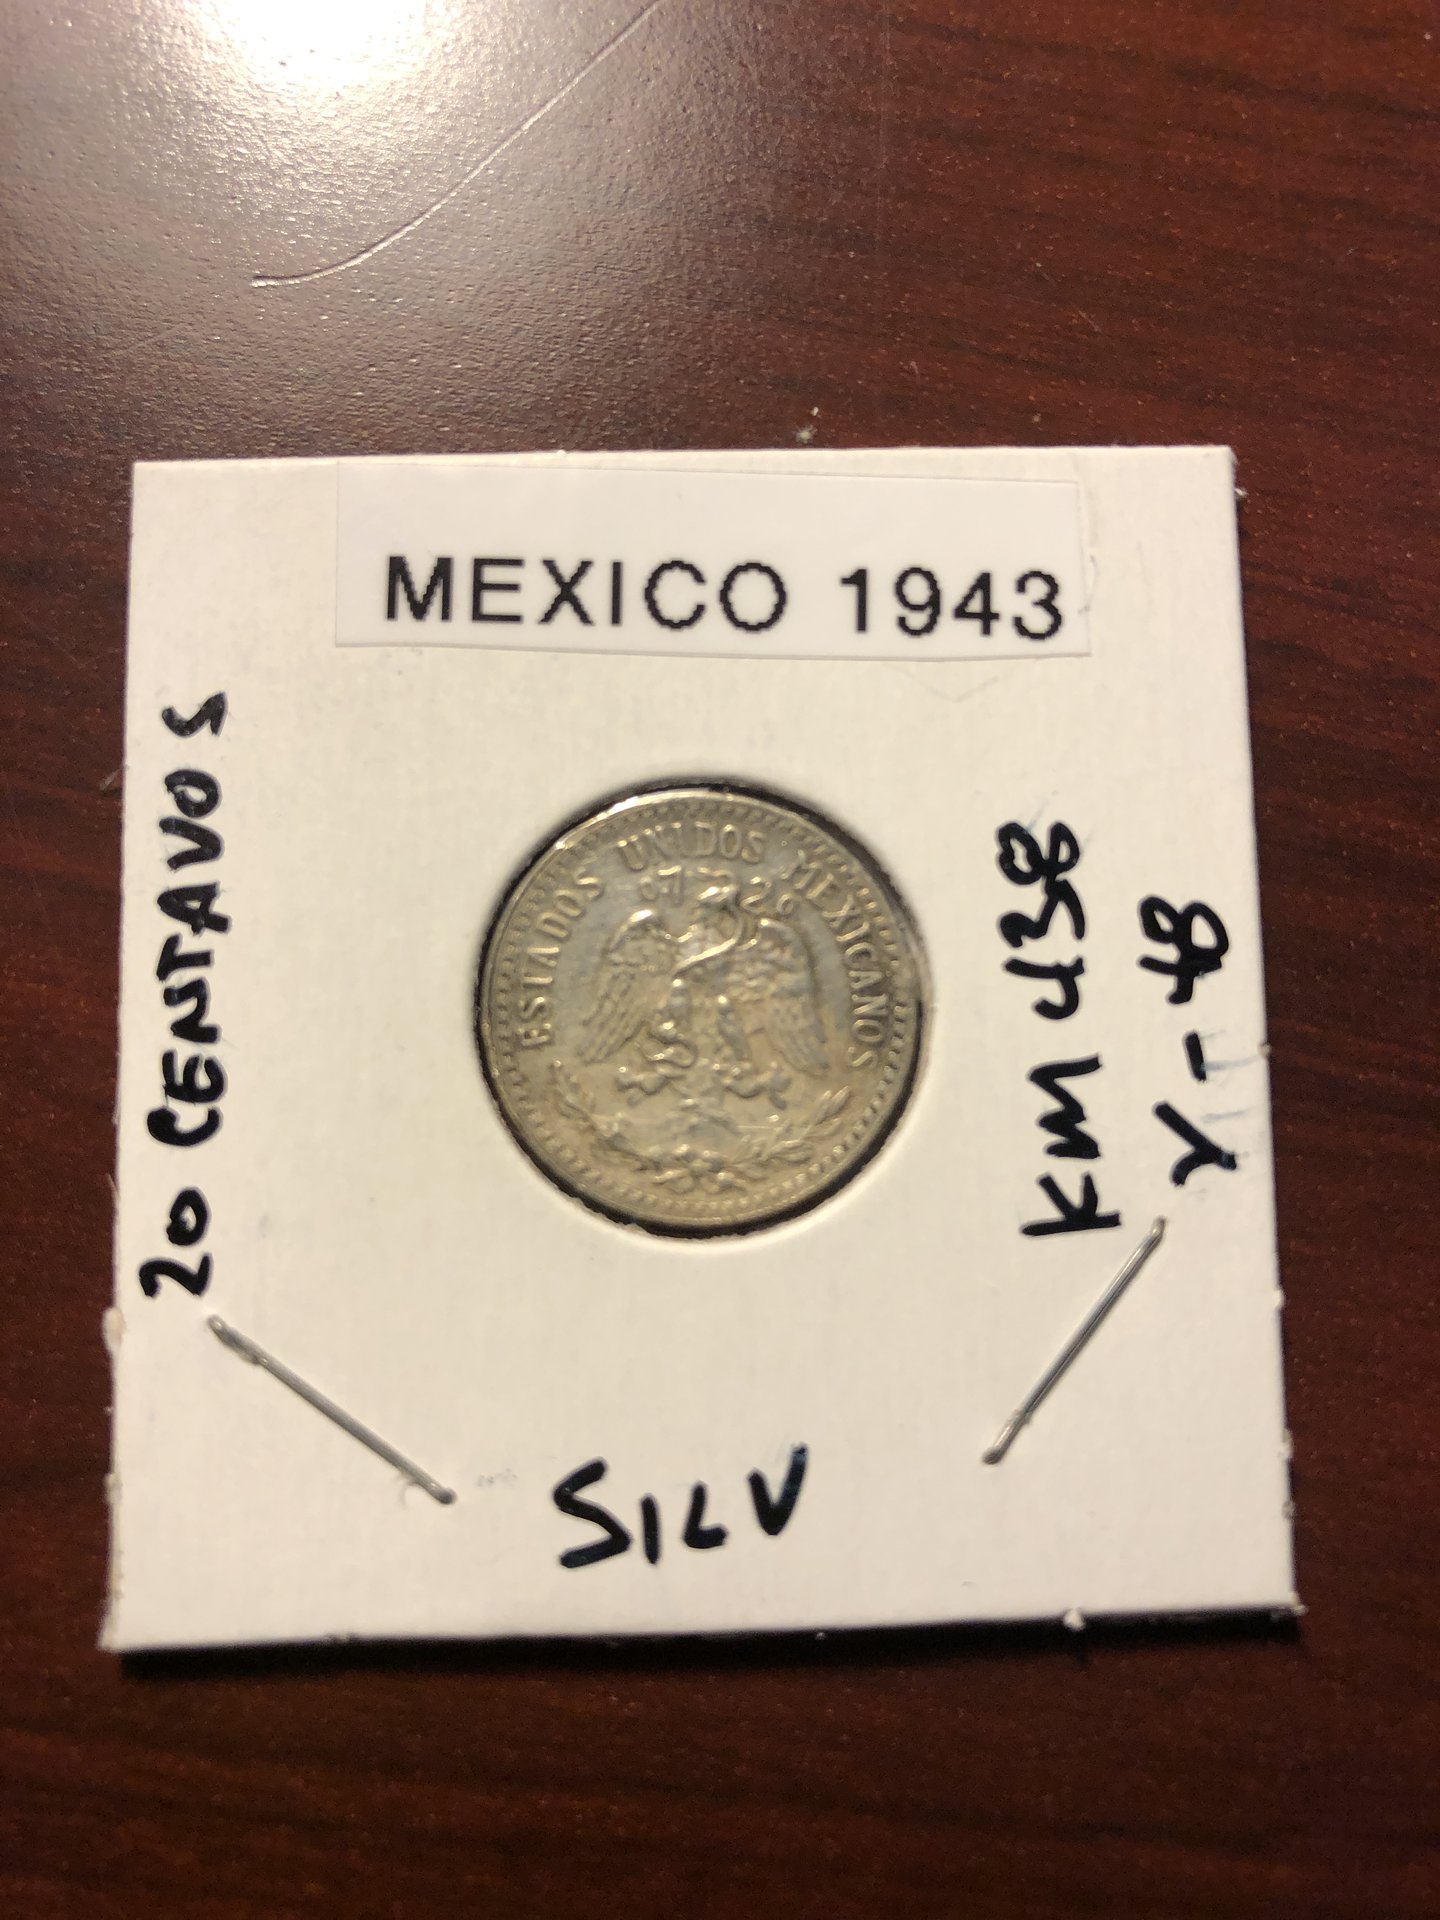 MEXICO 1943
20 CENTAVOS
ESTADOS UNIDOS MEXICANOS
KM 438
Y-48
SILV